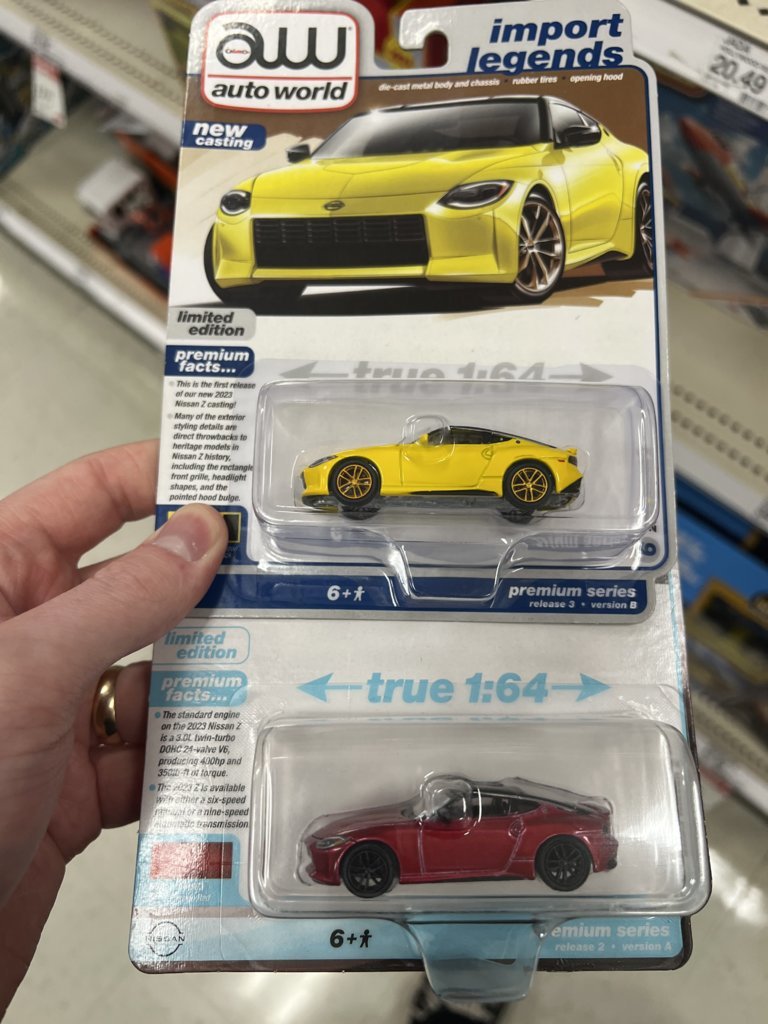 aw
auto world
import
legends
die-cast metal body and chassis • rubber tires • opening hood
20.49
new
casting
limited
edition
premium
facts...
true 1:64
• This is the first release
of our new 2023
Nissan Z casting!
• Many of the exterior
styling details are
direct throwbacks to
heritage models in
Nissan Z history,
including the rectangle
front grille, headlight
shapes, and the
pointed hood bulge.
6+
premium series
release 3 • version B
limited
edition
premium
facts...
true 1:64
• The standard engine
on the 2023 Nissan Z
is a 3.0L twin-turbo
DOHC 24-valve V6,
producing 400hp and
350lb-ft of torque.
• The 2023 Z is available
with either a six-speed
manual or a nine-speed
automatic transmission.
NISSAN
6+
premium series
release 2 • version A